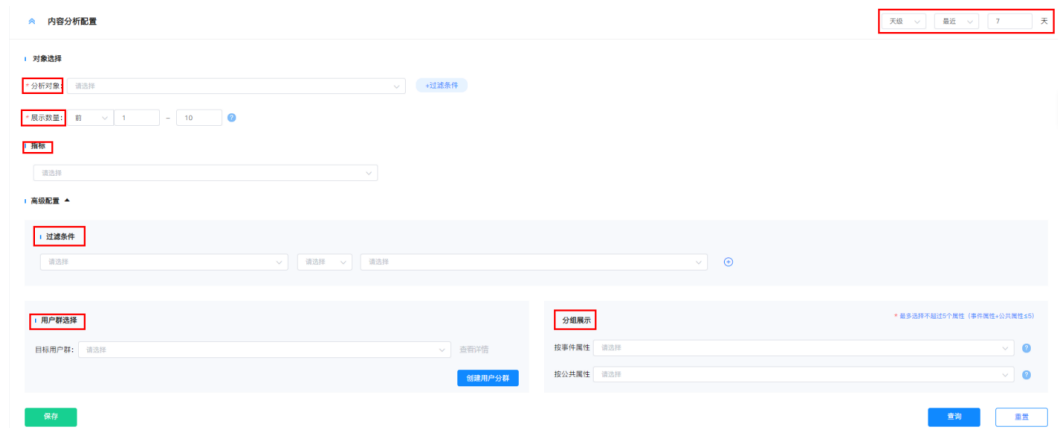 内容分析配置 天级 最近 7 天
对象选择
* 分析对象: 请选择 +过滤条件
* 展示数量: 前 1 - 10 ?
指标
请选择
高级配置
过滤条件
请选择 请选择 请选择
用户群选择
目标用户群: 请选择 查看详情
创建用户分群
分组展示 * 最多选择不超过5个属性（事件属性+公共属性≤5）
按事件属性 请选择 ?
按公共属性 请选择 ?
保存 查询 重置